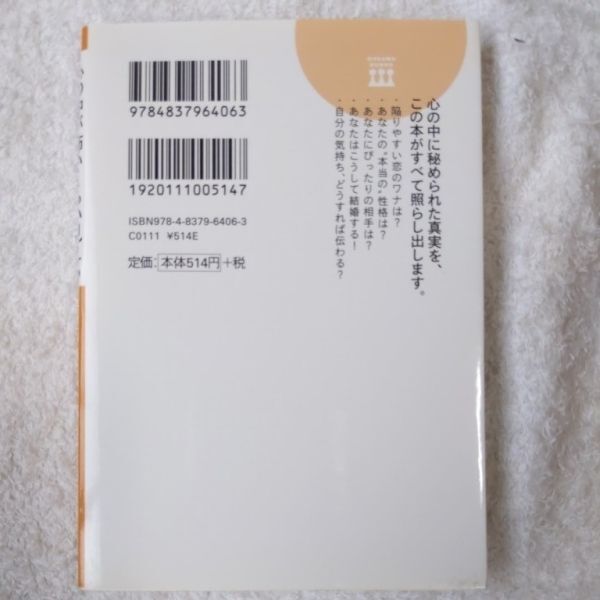 心の中に秘められた真実を、
この本がすべて照らし出します。
・陥りやすい恋のワナは？
・あなたの“本当の”性格は？
・あなたにぴったりの相手は？
・あなたはこうして結婚する！
・自分の気持ち、どうすれば伝わる？
9784837964063
1920111005147
ISBN978-4-8379-6406-3
C0111 ¥514E
定価：本体514円+税